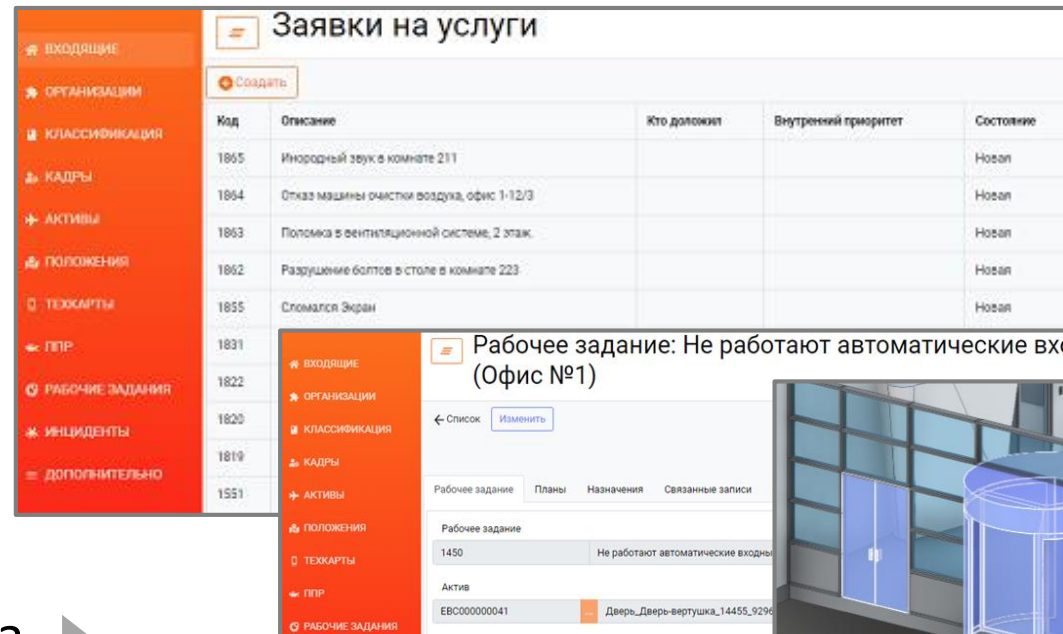 Заявки на услуги
ВХОДЯЩИЕ
ОРГАНИЗАЦИИ
КЛАССИФИКАЦИЯ
КАДРЫ
АКТИВЫ
ПОЛОЖЕНИЯ
ТЕХКАРТЫ
ППР
РАБОЧИЕ ЗАДАНИЯ
ИНЦИДЕНТЫ
ДОПОЛНИТЕЛЬНО
Создать
Код Описание Кто доложил Внутренний приоритет Состояние
1865 Инородный звук в комнате 211 Новая
1864 Отказ машины очистки воздуха, офис 1-12/3 Новая
1863 Поломка в вентиляционной системе, 2 этаж. Новая
1862 Разрушение болтов в столе в комнате 223 Новая
1855 Сломался Экран Новая
1831
1822
1820
1819
1551
Рабочее задание: Не работают автоматические вхо
(Офис №1)
ВХОДЯЩИЕ
ОРГАНИЗАЦИИ
КЛАССИФИКАЦИЯ
КАДРЫ
АКТИВЫ
ПОЛОЖЕНИЯ
ТЕХКАРТЫ
ППР
РАБОЧИЕ ЗАДАНИЯ
Список Изменить
Рабочее задание Планы Назначения Связанные записи
Рабочее задание
1450 Не работают автоматические входны
Актив
EBC000000041 ... Дверь_Дверь-вертушка_14455_9296